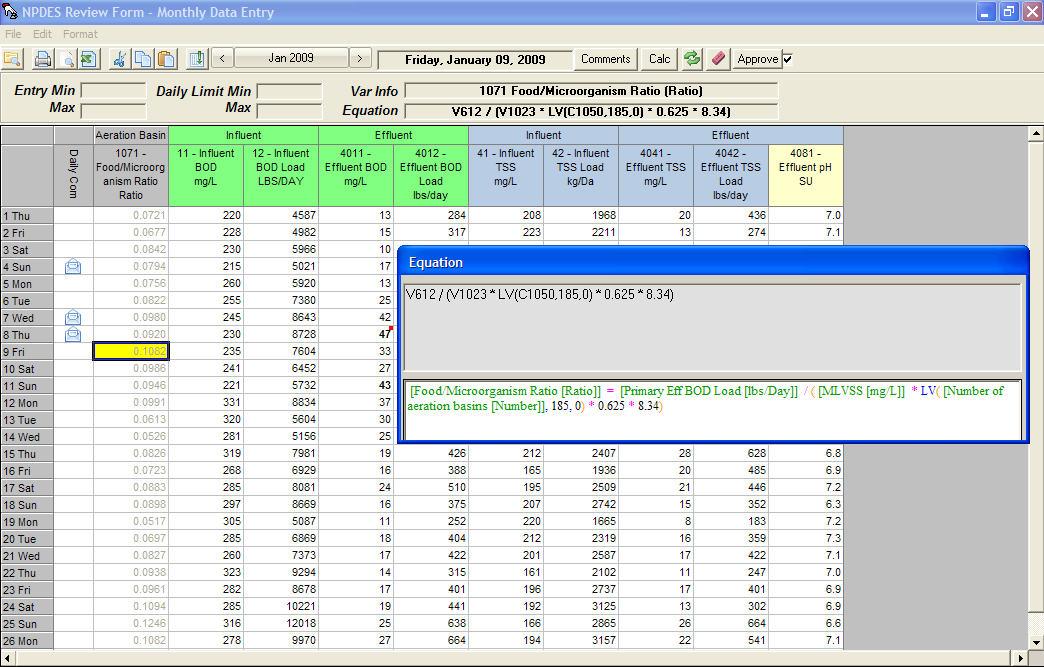 NPDES Review Form - Monthly Data Entry
File Edit Format
< Jan 2009 > Friday, January 09, 2009 Comments Calc Approve
Entry Min Daily Limit Min Var Info 1071 Food/Microorganism Ratio (Ratio)
Max Max Equation V612 / (V1023 * LV(C1050,185,0) * 0.625 * 8.34)
Aeration Basin Influent Effluent Influent Effluent
Daily Com
1071 - Food/Microorg anism Ratio Ratio
11 - Influent BOD mg/L
12 - Influent BOD Load LBS/DAY
4011 - Effluent BOD mg/L
4012 - Effluent BOD Load lbs/day
41 - Influent TSS mg/L
42 - Influent TSS Load kg/Da
4041 - Effluent TSS mg/L
4042 - Effluent TSS Load lbs/day
4081 - Effluent pH SU
1 Thu 0.0721 220 4587 13 284 208 1968 20 436 7.0
2 Fri 0.0677 228 4982 15 317 223 2211 13 274 7.1
3 Sat 0.0842 230 5966 10
4 Sun 0.0794 215 5021 17
5 Mon 0.0756 260 5920 13
6 Tue 0.0822 255 7380 25
7 Wed 0.0980 245 8643 42
8 Thu 0.0920 230 8728 47
9 Fri 0.1082 235 7604 33
10 Sat 0.0986 241 6452 27
11 Sun 0.0946 221 5732 43
12 Mon 0.0991 331 8834 37
13 Tue 0.0613 320 5604 30
14 Wed 0.0526 281 5156 25
Equation
V612 / (V1023 * LV(C1050,185,0) * 0.625 * 8.34)
[Food/Microorganism Ratio [Ratio]] = [Primary Eff BOD Load [lbs/Day]] / ( [MLVSS [mg/L]] * LV( [Number of
aeration basins [Number]], 185, 0) * 0.625 * 8.34)
15 Thu 0.0826 319 7981 19 426 212 2407 28 628 6.8
16 Fri 0.0723 268 6929 16 388 165 1936 20 485 6.9
17 Sat 0.0883 285 8081 24 510 195 2509 21 446 7.2
18 Sun 0.0898 297 8669 16 375 207 2742 15 352 6.3
19 Mon 0.0517 305 5087 11 252 220 1665 8 183 7.2
20 Tue 0.0697 285 6869 18 404 212 2319 16 359 7.3
21 Wed 0.0827 260 7373 17 422 201 2587 17 422 7.1
22 Thu 0.0938 323 9294 14 315 161 2102 11 247 7.0
23 Fri 0.0961 282 8678 17 401 196 2737 17 401 6.9
24 Sat 0.1094 285 10221 19 441 192 3125 13 302 6.9
25 Sun 0.1246 316 12018 25 638 166 2865 26 664 6.6
26 Mon 0.1082 278 9970 27 664 194 3157 22 541 7.1